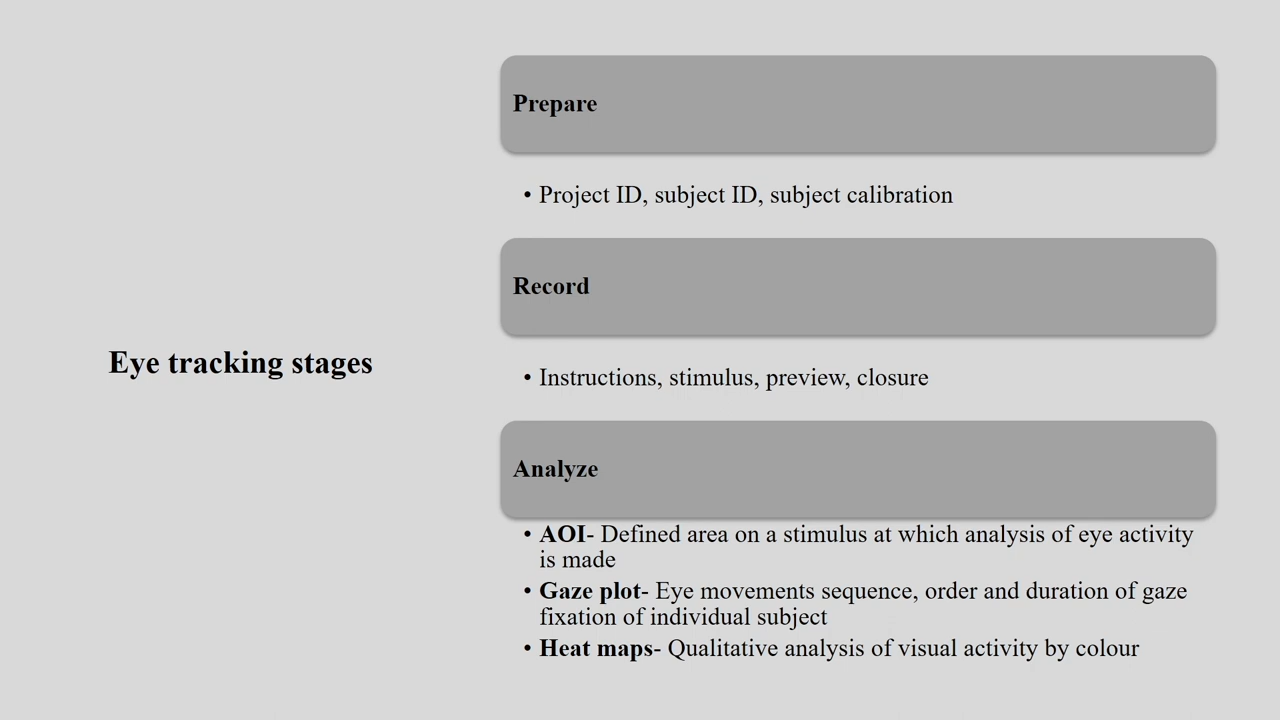 Eye tracking stages
Prepare
• Project ID, subject ID, subject calibration
Record
• Instructions, stimulus, preview, closure
Analyze
• AOI- Defined area on a stimulus at which analysis of eye activity
is made
• Gaze plot- Eye movements sequence, order and duration of gaze
fixation of individual subject
• Heat maps- Qualitative analysis of visual activity by colour